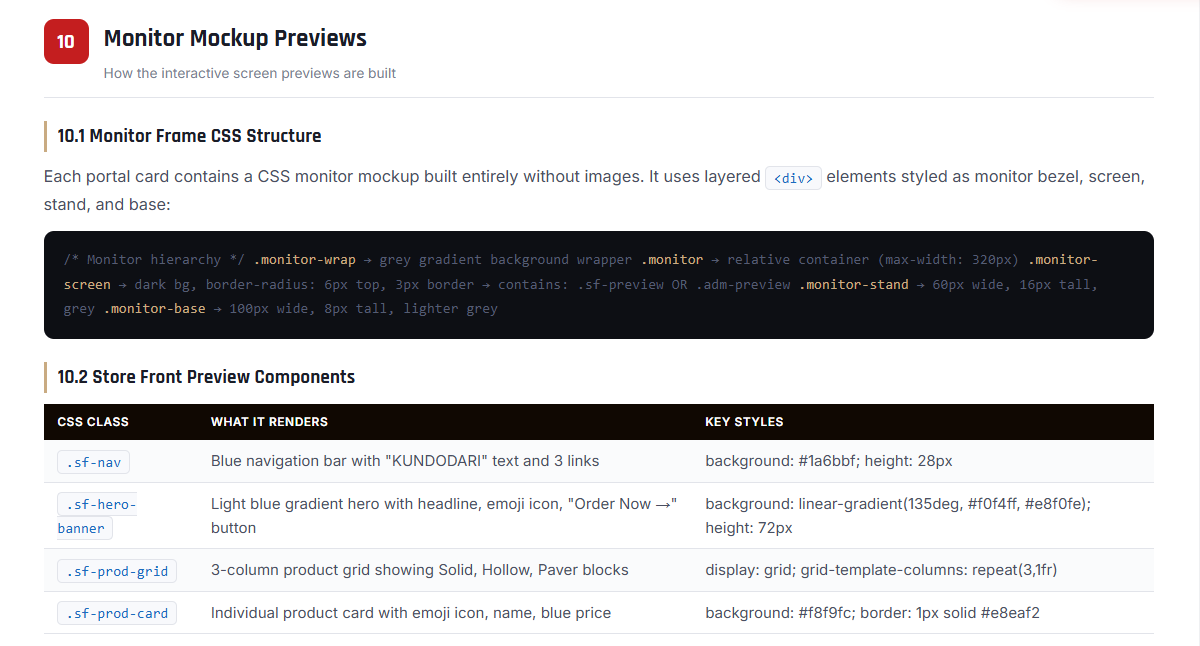 10
Monitor Mockup Previews
How the interactive screen previews are built
10.1 Monitor Frame CSS Structure
Each portal card contains a CSS monitor mockup built entirely without images. It uses layered <div> elements styled as monitor bezel, screen,
stand, and base:
/* Monitor hierarchy */ .monitor-wrap → grey gradient background wrapper .monitor → relative container (max-width: 320px) .monitor-
screen → dark bg, border-radius: 6px top, 3px border → contains: .sf-preview OR .adm-preview .monitor-stand → 60px wide, 16px tall,
grey .monitor-base → 100px wide, 8px tall, lighter grey
10.2 Store Front Preview Components
CSS CLASS WHAT IT RENDERS KEY STYLES
.sf-nav Blue navigation bar with "KUNDODARI" text and 3 links background: #1a6bbf; height: 28px
.sf-hero- Light blue gradient hero with headline, emoji icon, "Order Now →" background: linear-gradient(135deg, #f0f4ff, #e8f0fe);
banner button height: 72px
.sf-prod-grid 3-column product grid showing Solid, Hollow, Paver blocks display: grid; grid-template-columns: repeat(3,1fr)
.sf-prod-card Individual product card with emoji icon, name, blue price background: #f8f9fc; border: 1px solid #e8eaf2